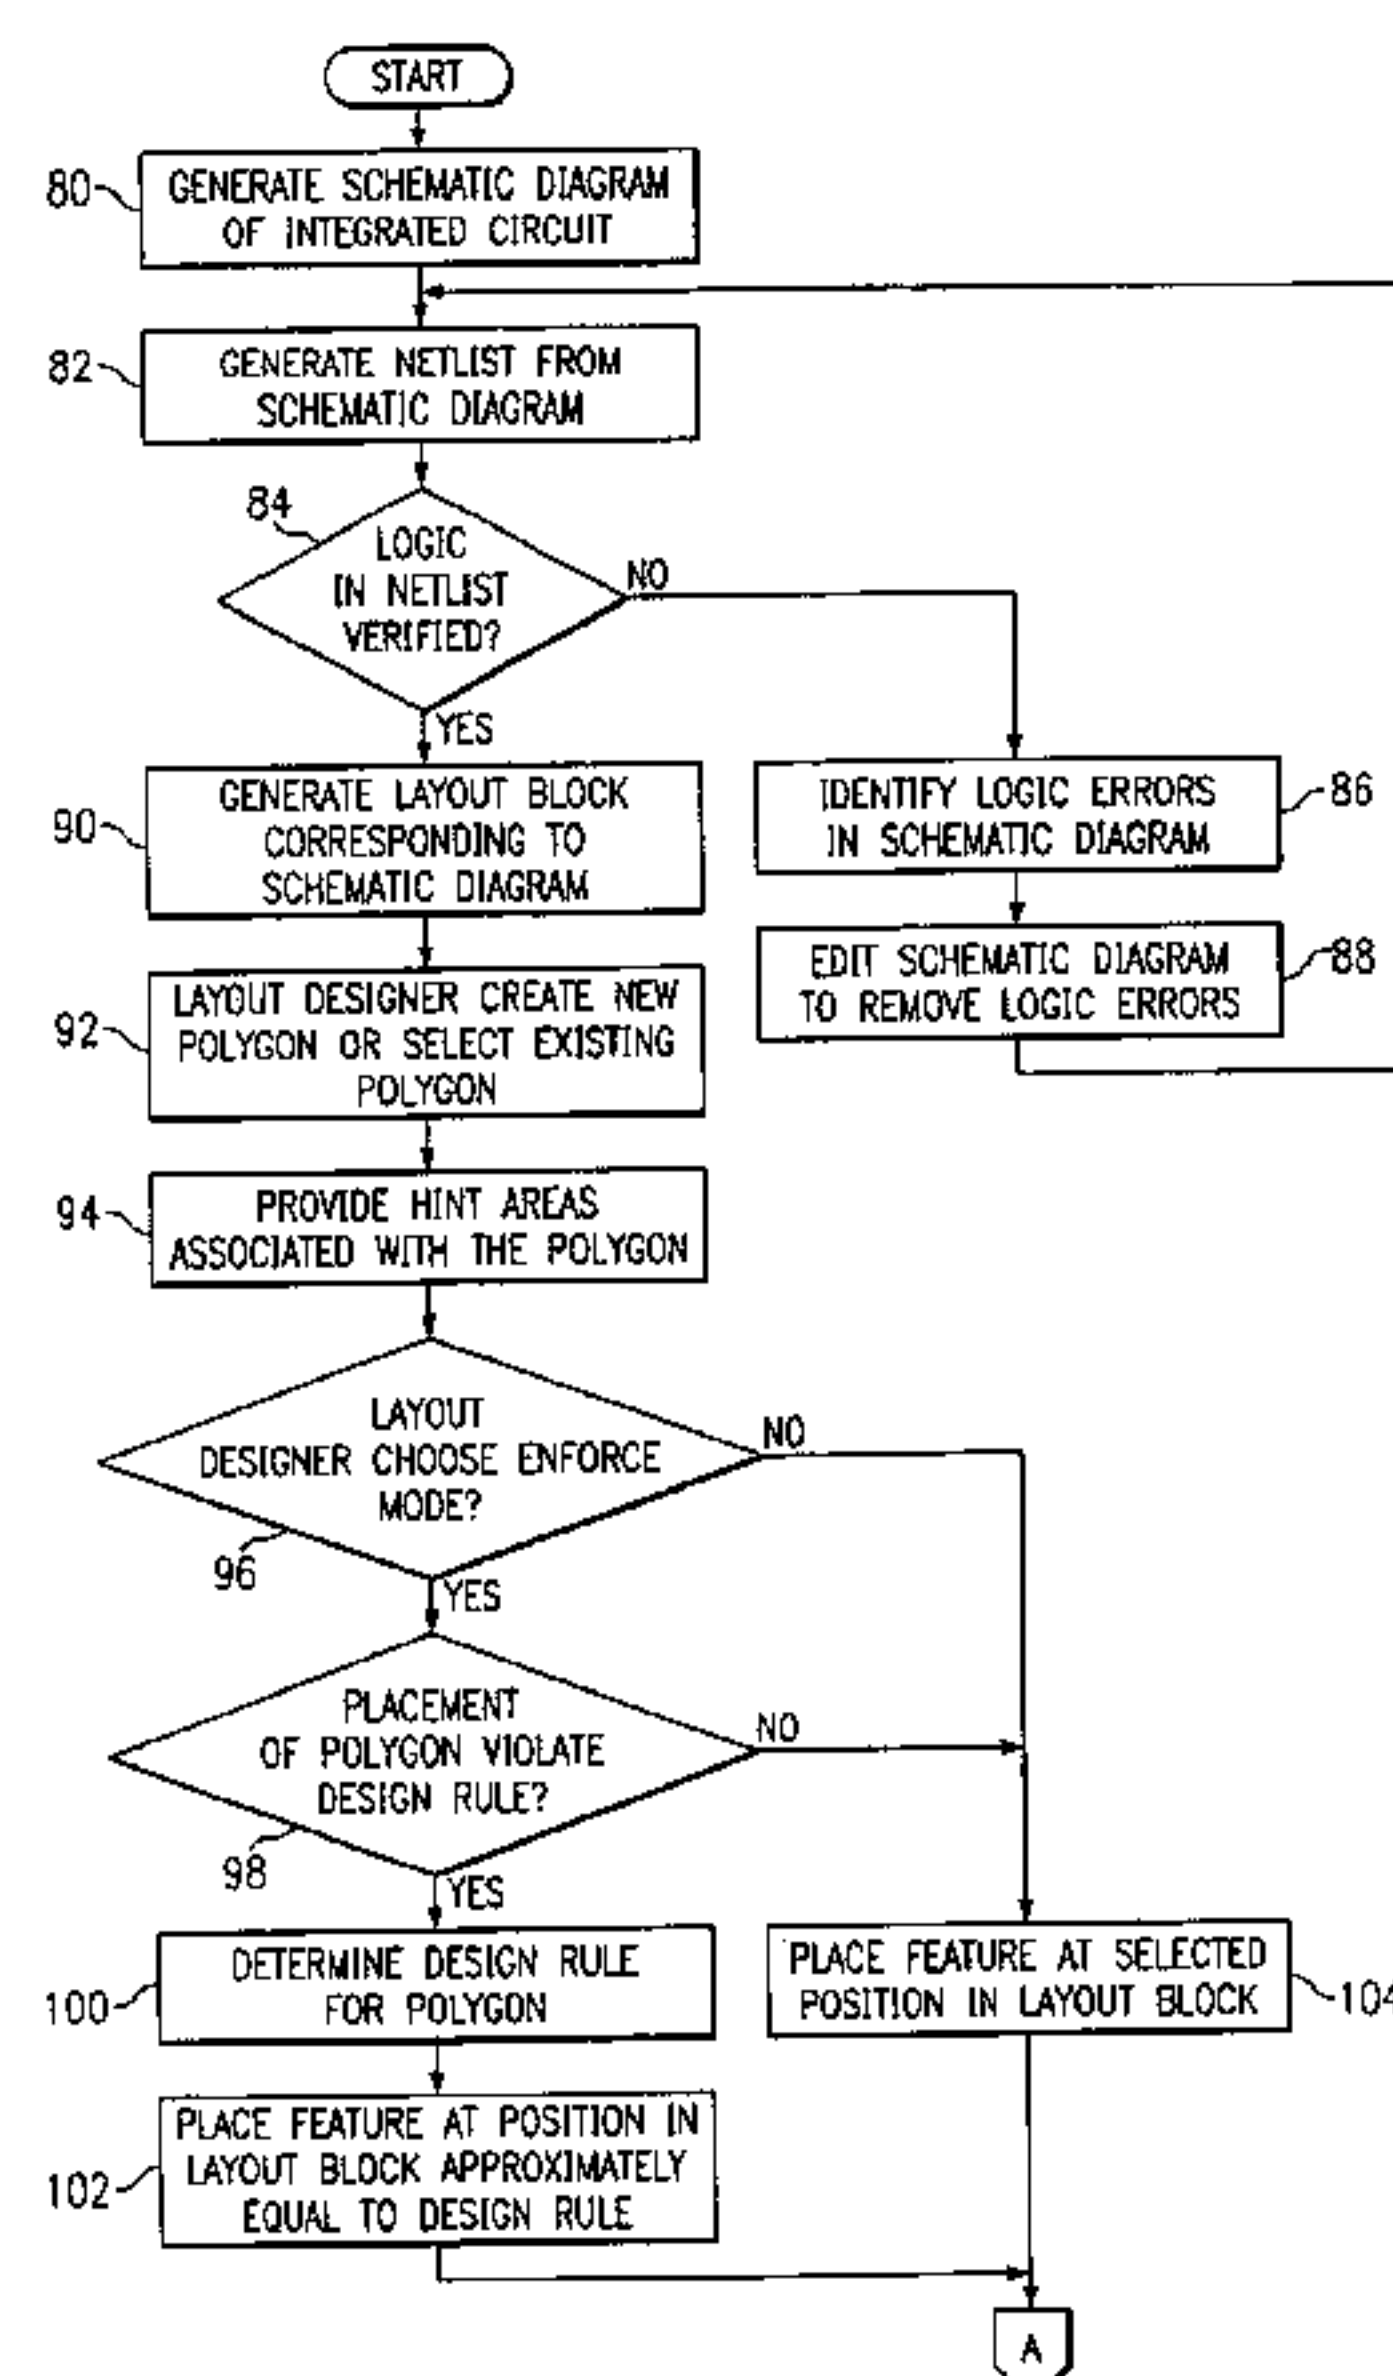 START
80
GENERATE SCHEMATIC DIAGRAM
OF INTEGRATED CIRCUIT
82
GENERATE NETLIST FROM
SCHEMATIC DIAGRAM
84
LOGIC
IN NETLIST
VERIFIED?
NO
YES
90
GENERATE LAYOUT BLOCK
CORRESPONDING TO
SCHEMATIC DIAGRAM
IDENTIFY LOGIC ERRORS
IN SCHEMATIC DIAGRAM
86
EDIT SCHEMATIC DIAGRAM
TO REMOVE LOGIC ERRORS
88
92
LAYOUT DESIGNER CREATE NEW
POLYGON OR SELECT EXISTING
POLYGON
94
PROVIDE HINT AREAS
ASSOCIATED WITH THE POLYGON
LAYOUT
DESIGNER CHOOSE ENFORCE
MODE?
NO
96
YES
PLACEMENT
OF POLYGON VIOLATE
DESIGN RULE?
NO
98
YES
100
DETERMINE DESIGN RULE
FOR POLYGON
PLACE FEATURE AT SELECTED
POSITION IN LAYOUT BLOCK
104
102
PLACE FEATURE AT POSITION IN
LAYOUT BLOCK APPROXIMATELY
EQUAL TO DESIGN RULE
A